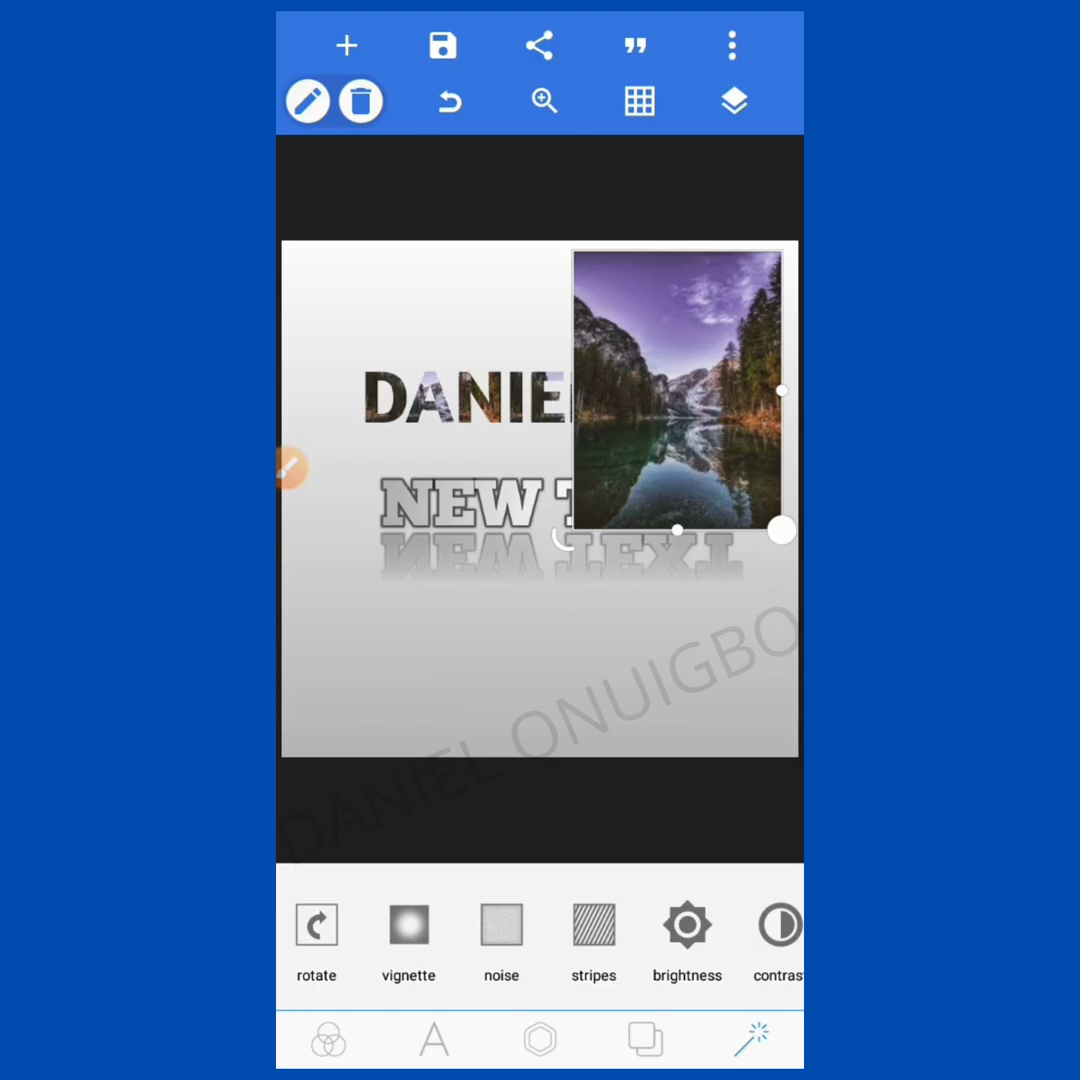 DANIE
NEW T
NEW TEXT
DANIEL ONUIGBO
rotate
vignette
noise
stripes
brightness
contras